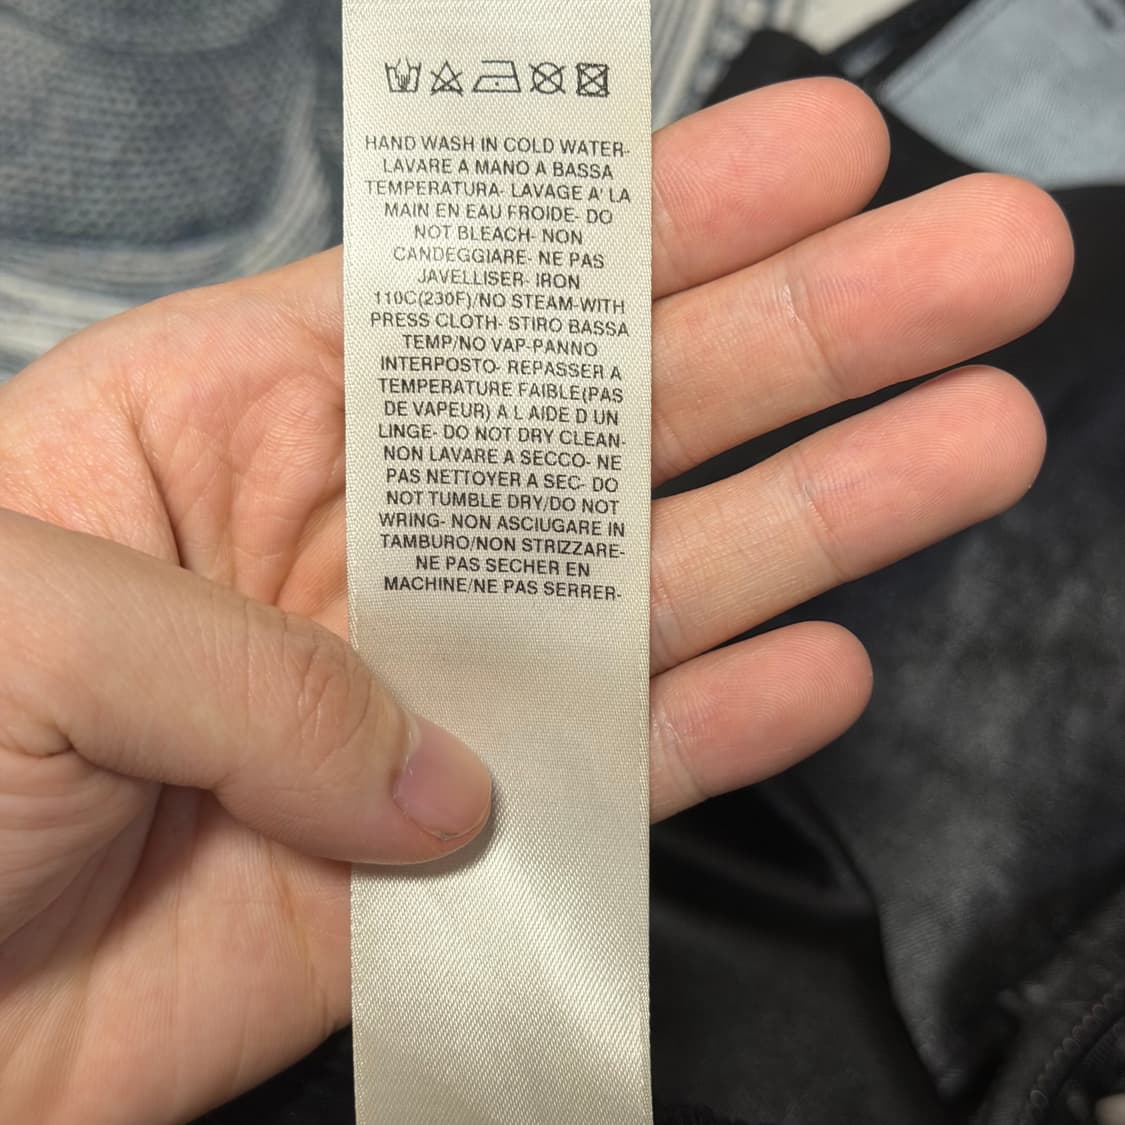 HAND WASH IN COLD WATER-
LAVARE A MANO A BASSA
TEMPERATURA- LAVAGE A' LA
MAIN EN EAU FROIDE- DO
NOT BLEACH- NON
CANDEGGIARE- NE PAS
JAVELLISER- IRON
110C(230F)/NO STEAM-WITH
PRESS CLOTH- STIRO BASSA
TEMP/NO VAP-PANNO
INTERPOSTO- REPASSER A
TEMPERATURE FAIBLE(PAS
DE VAPEUR) A L AIDE D UN
LINGE- DO NOT DRY CLEAN-
NON LAVARE A SECCO- NE
PAS NETTOYER A SEC- DO
NOT TUMBLE DRY/DO NOT
WRING- NON ASCIUGARE IN
TAMBURO/NON STRIZZARE-
NE PAS SECHER EN
MACHINE/NE PAS SERRER-